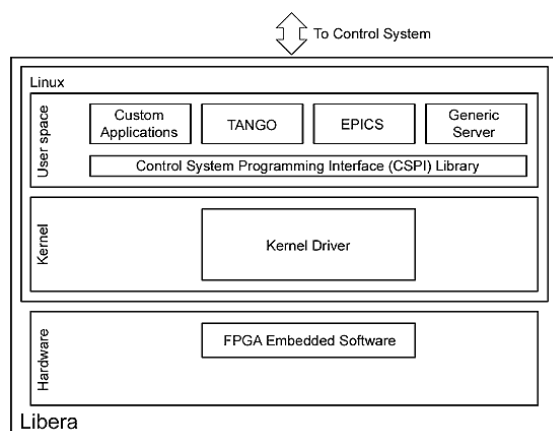 To Control System
Linux
User space
Custom
Applications
TANGO
EPICS
Generic
Server
Control System Programming Interface (CSPI) Library
Kernel
Kernel Driver
Hardware
FPGA Embedded Software
Libera